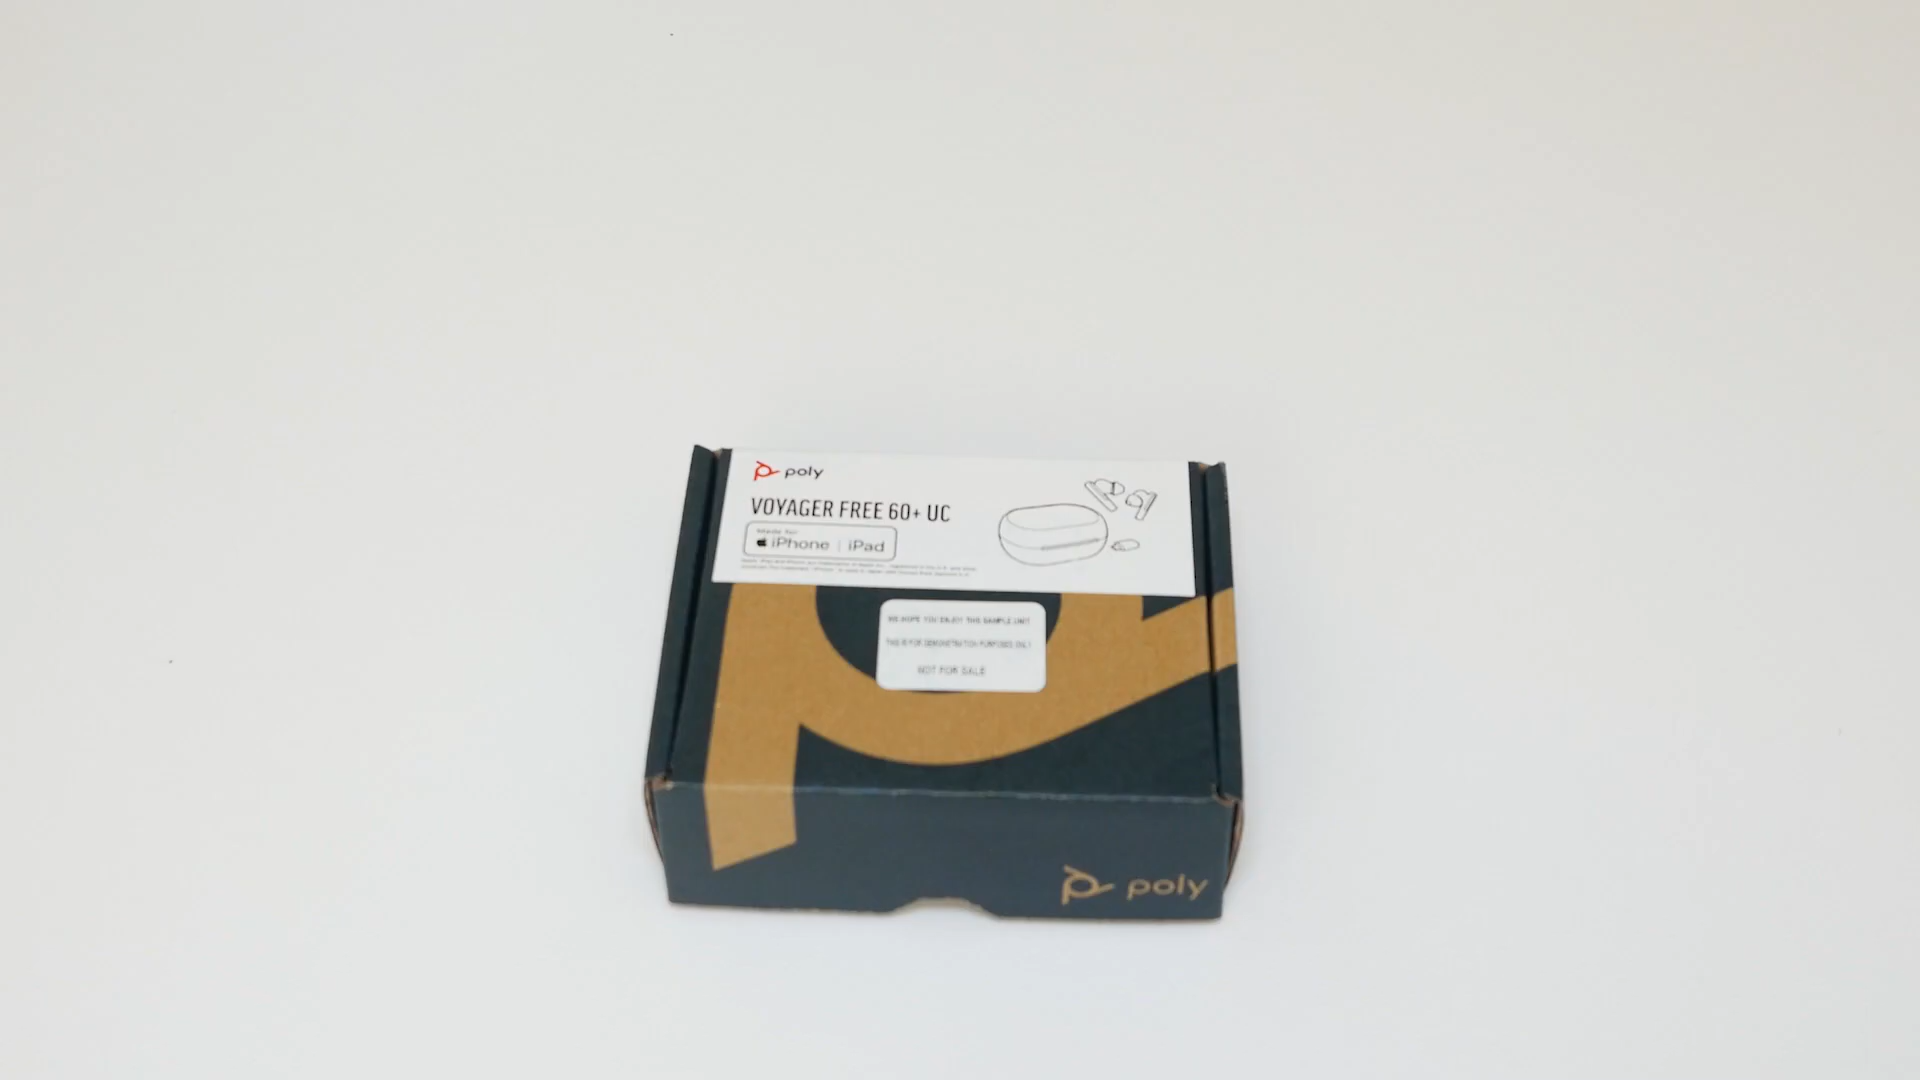 poly
VOYAGER FREE 60+ UC
Made for
iPhone | iPad
WE HOPE YOU ENJOY THIS SAMPLE UNIT
THIS IS FOR DEMONSTRATION PURPOSES ONLY
NOT FOR SALE
poly